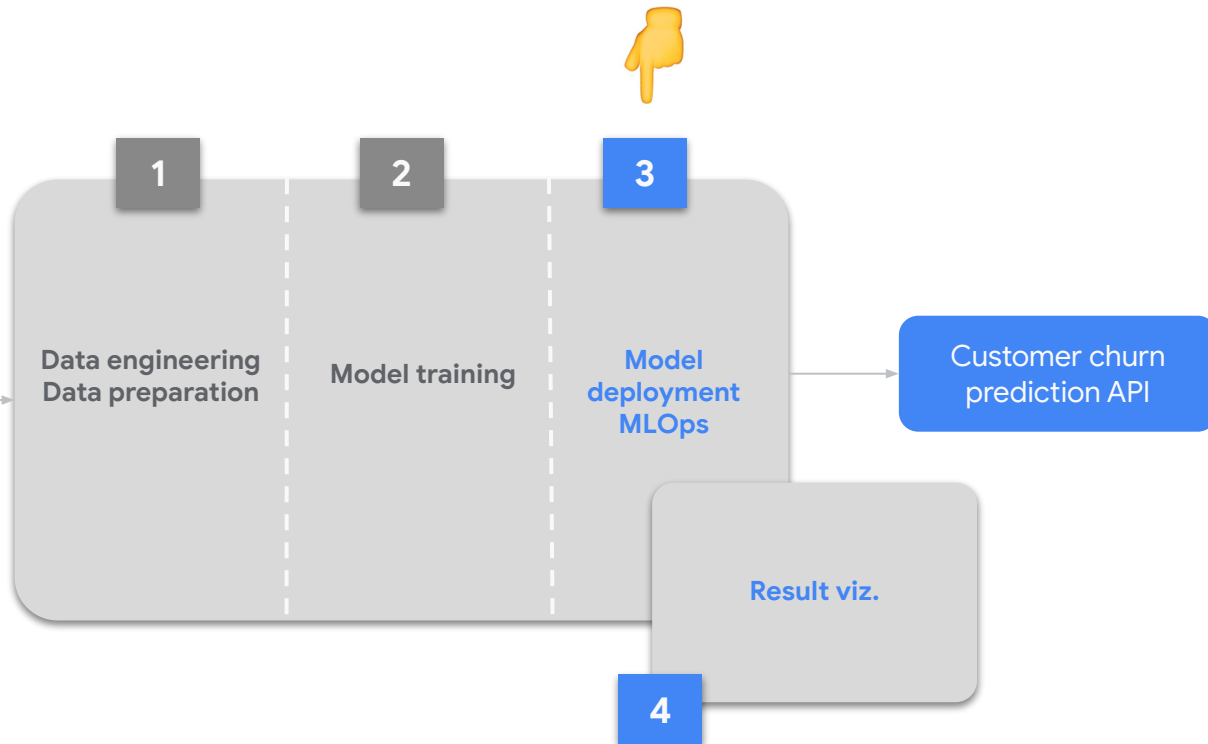 1
2
3
Data engineering
Data preparation
Model training
Model
deployment
MLOps
Customer churn
prediction API
Result viz.
4